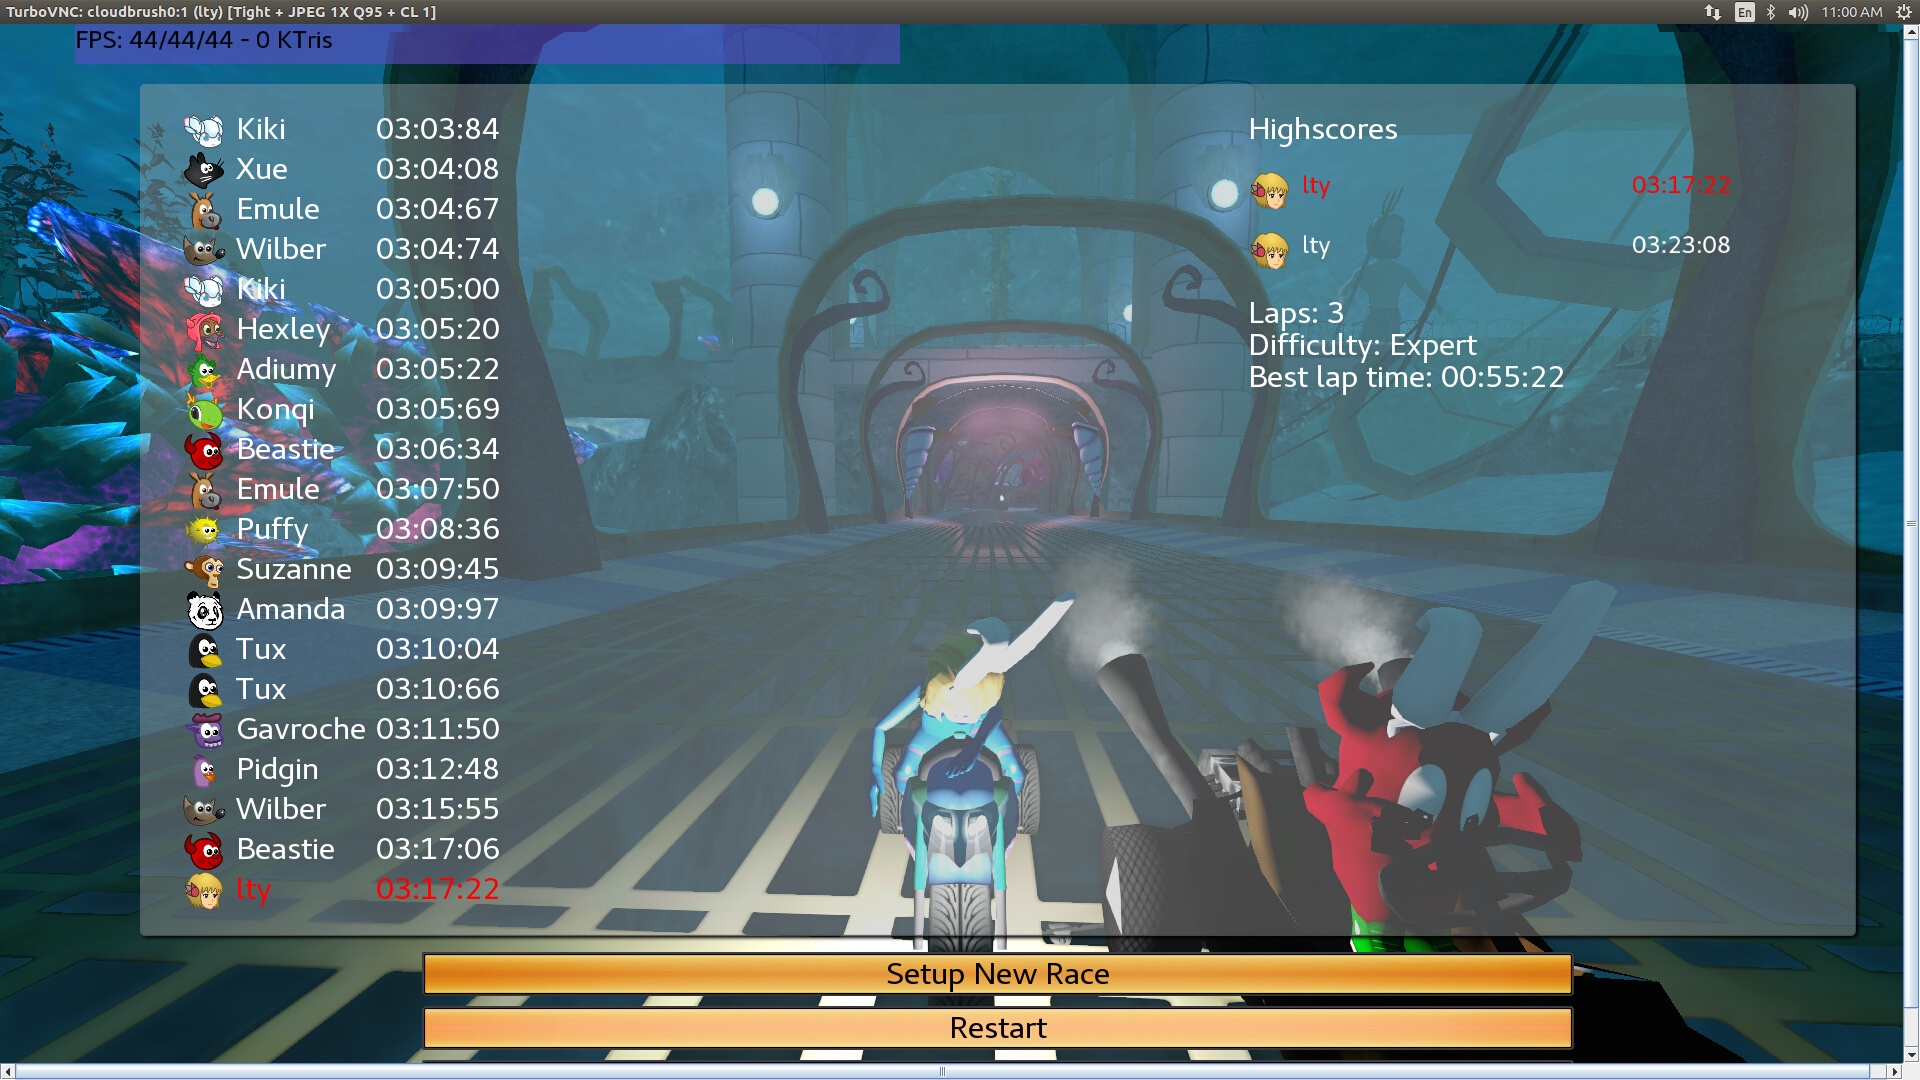 TurboVNC: cloudbrush0:1 (lty) [Tight + JPEG 1X Q95 + CL 1]
En
11:00 AM
FPS: 44/44/44 - 0 KTris
Kiki 03:03:84
Xue 03:04:08
Emule 03:04:67
Wilber 03:04:74
Kiki 03:05:00
Hexley 03:05:20
Adiumy 03:05:22
Konqi 03:05:69
Beastie 03:06:34
Emule 03:07:50
Puffy 03:08:36
Suzanne 03:09:45
Amanda 03:09:97
Tux 03:10:04
Tux 03:10:66
Gavroche 03:11:50
Pidgin 03:12:48
Wilber 03:15:55
Beastie 03:17:06
lty 03:17:22
Highscores
lty 03:17:22
lty 03:23:08
Laps: 3
Difficulty: Expert
Best lap time: 00:55:22
Setup New Race
Restart